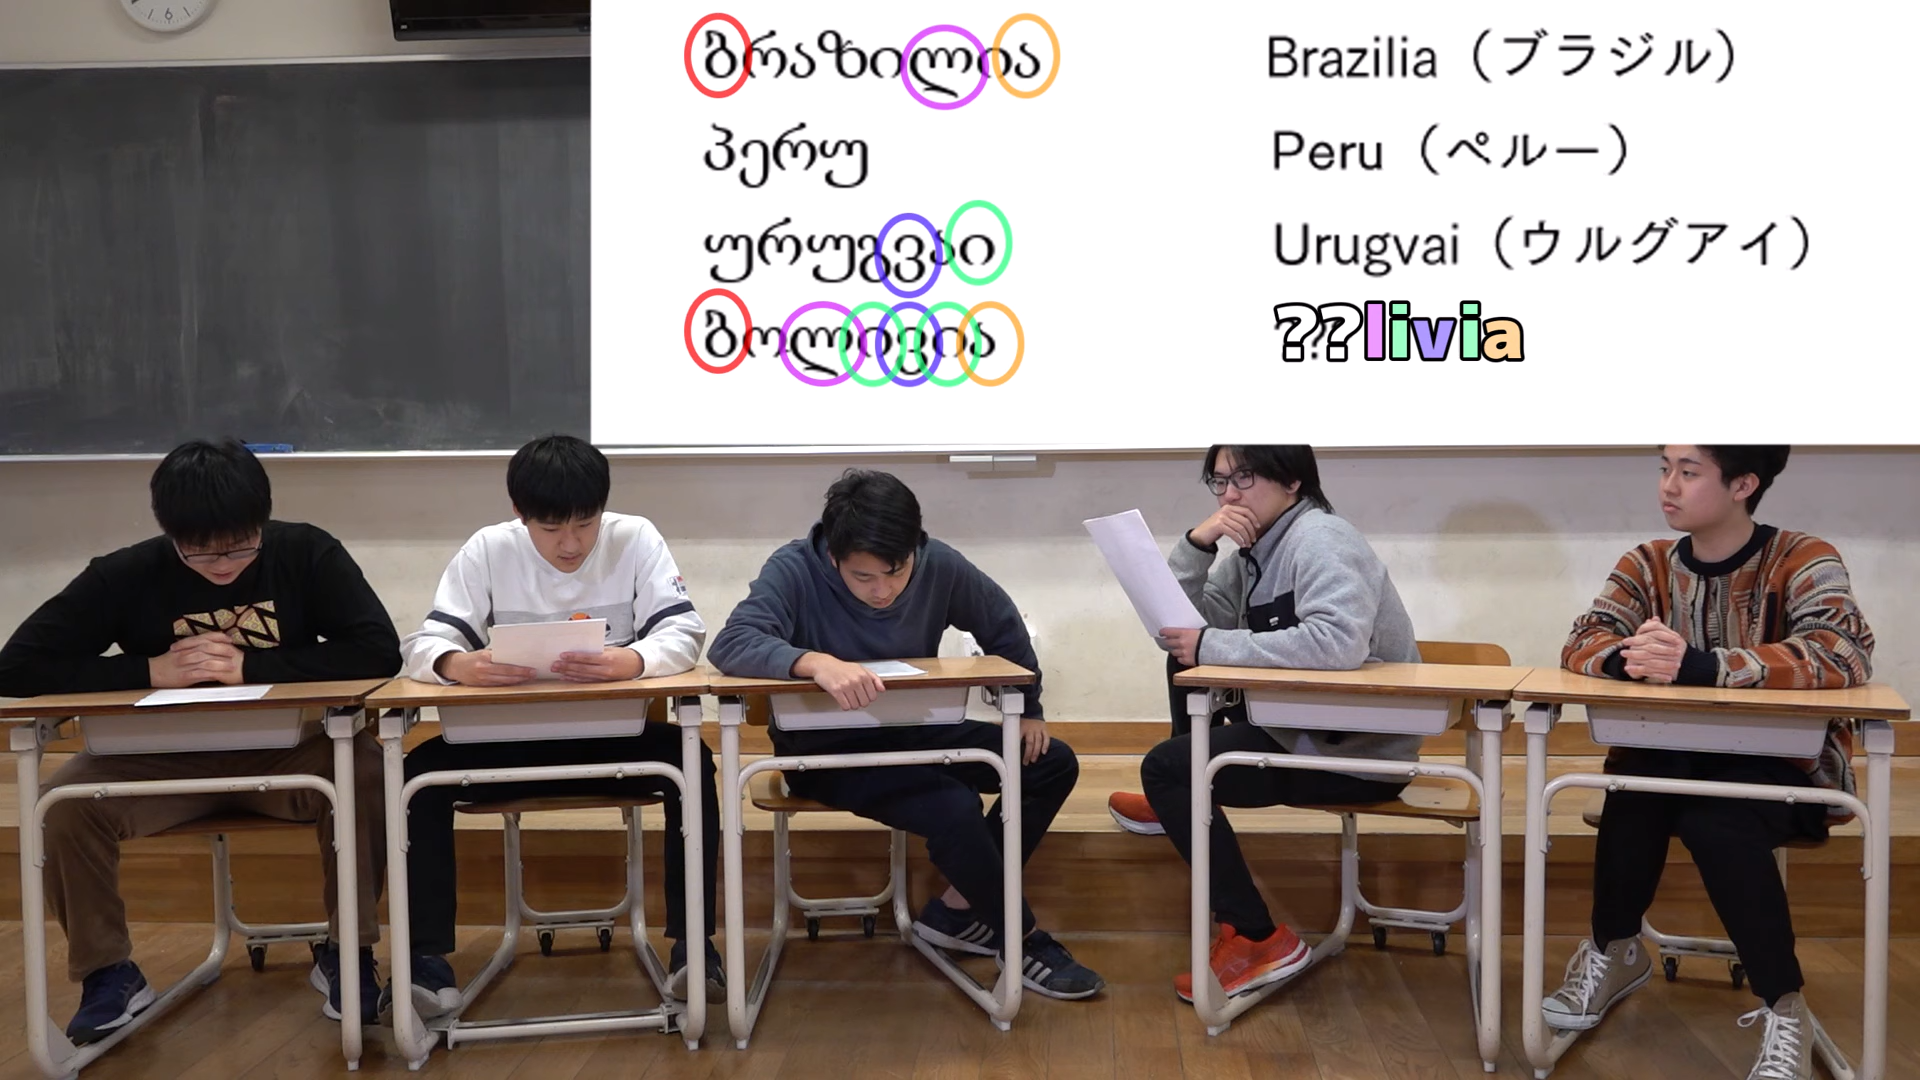 6
ბრაზილია Brazilia（ブラジル）
პერუ Peru（ペルー）
ურუგვაი Urugvai（ウルグアイ）
ბოლივია ??livia